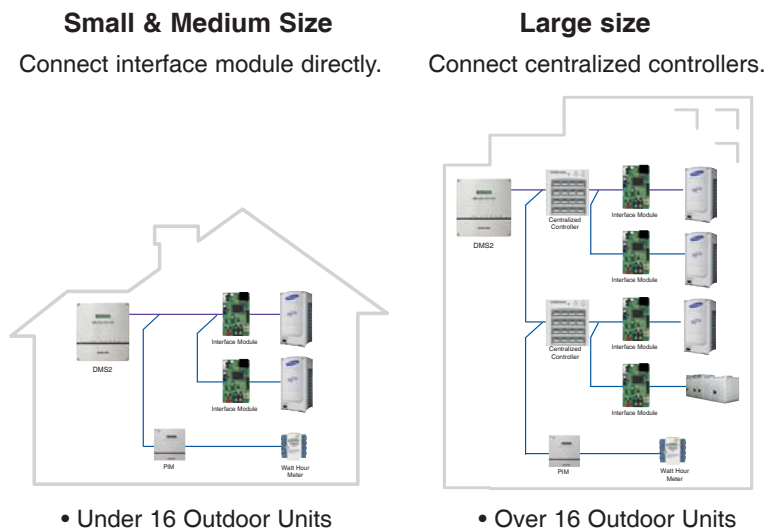 Small & Medium Size
Connect interface module directly.
DMS2
Interface Module
Interface Module
PIM
Watt Hour
Meter
• Under 16 Outdoor Units
Large size
Connect centralized controllers.
DMS2
Centralized
Controller
Interface Module
Interface Module
Centralized
Controller
Interface Module
Interface Module
PIM
Watt Hour
Meter
• Over 16 Outdoor Units